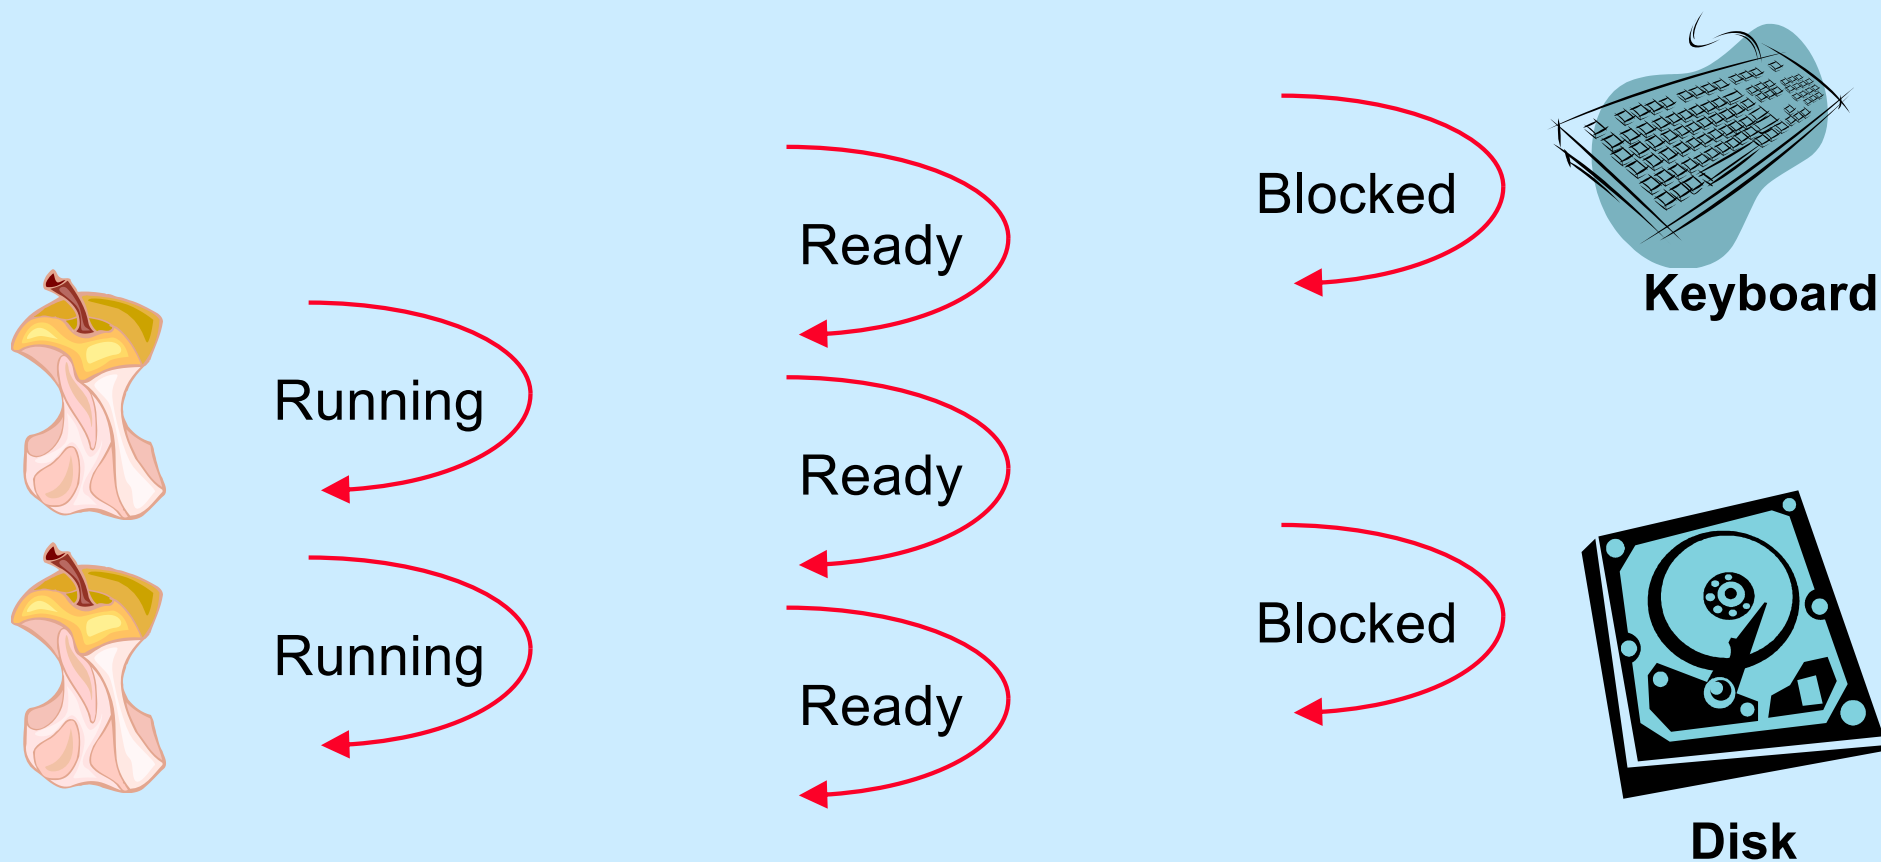 Running
Running
Ready
Ready
Ready
Blocked
Blocked
Keyboard
Disk